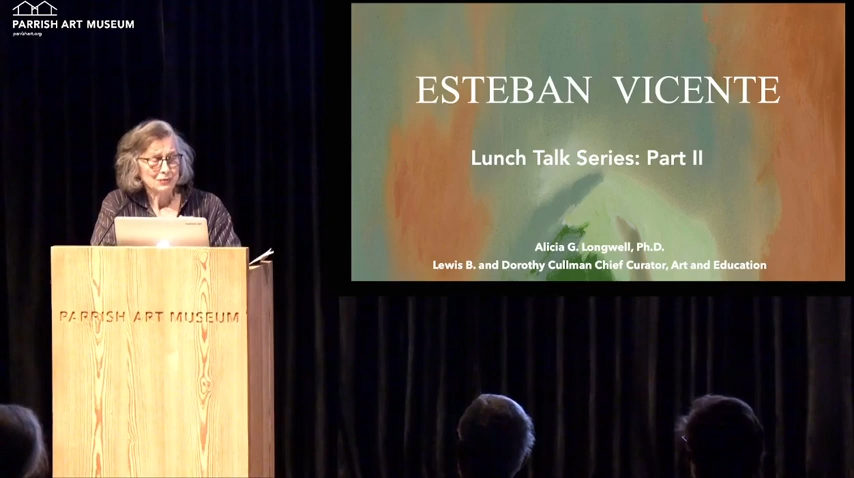 PARRISH ART MUSEUM
parrishart.org
ESTEBAN VICENTE
Lunch Talk Series: Part II
Alicia G. Longwell, Ph.D.
Lewis B. and Dorothy Cullman Chief Curator, Art and Education
PARRISH ART MUSEUM